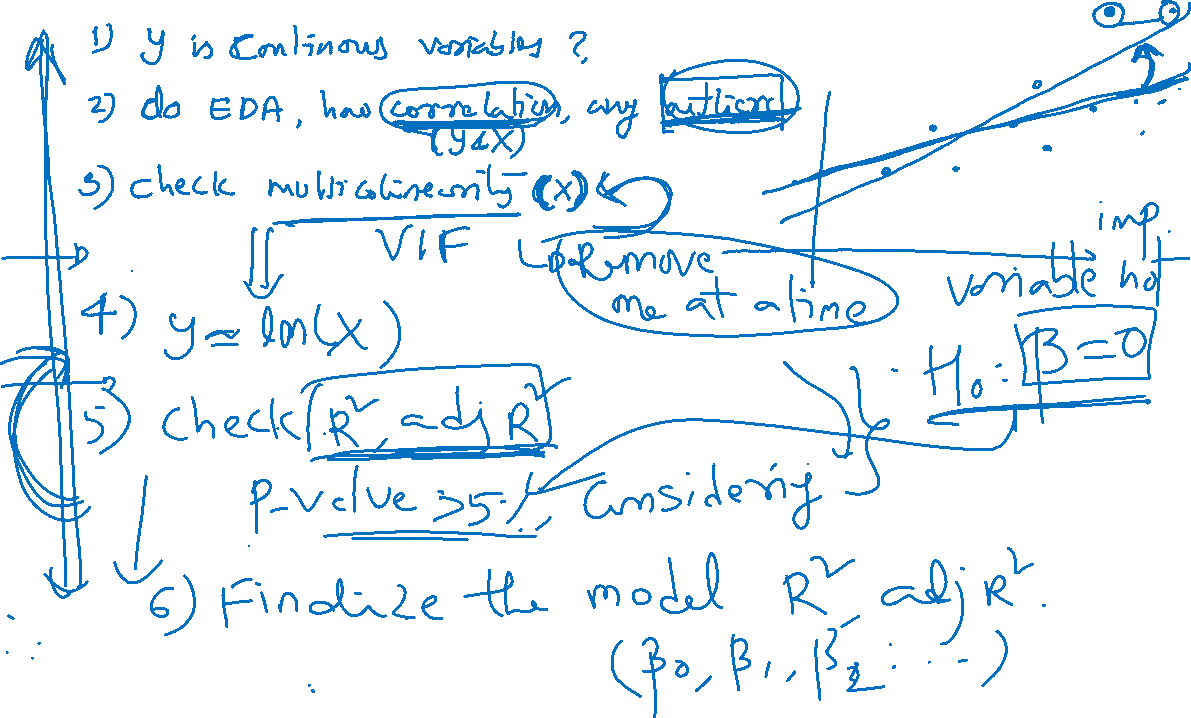 1) y is Continous variables ?
2) do EDA, has correlation, any outliers
(y & X)
3) check multicolinearity (X)
VIF
Remove
one at a time
imp
variable not
4) y ≈ lm(X)
H₀: β = 0
5) check R², adj R²
P-value >5%, Considering
6) Finalize the model R² adj R².
(β₀, β₁, β₂ ....)